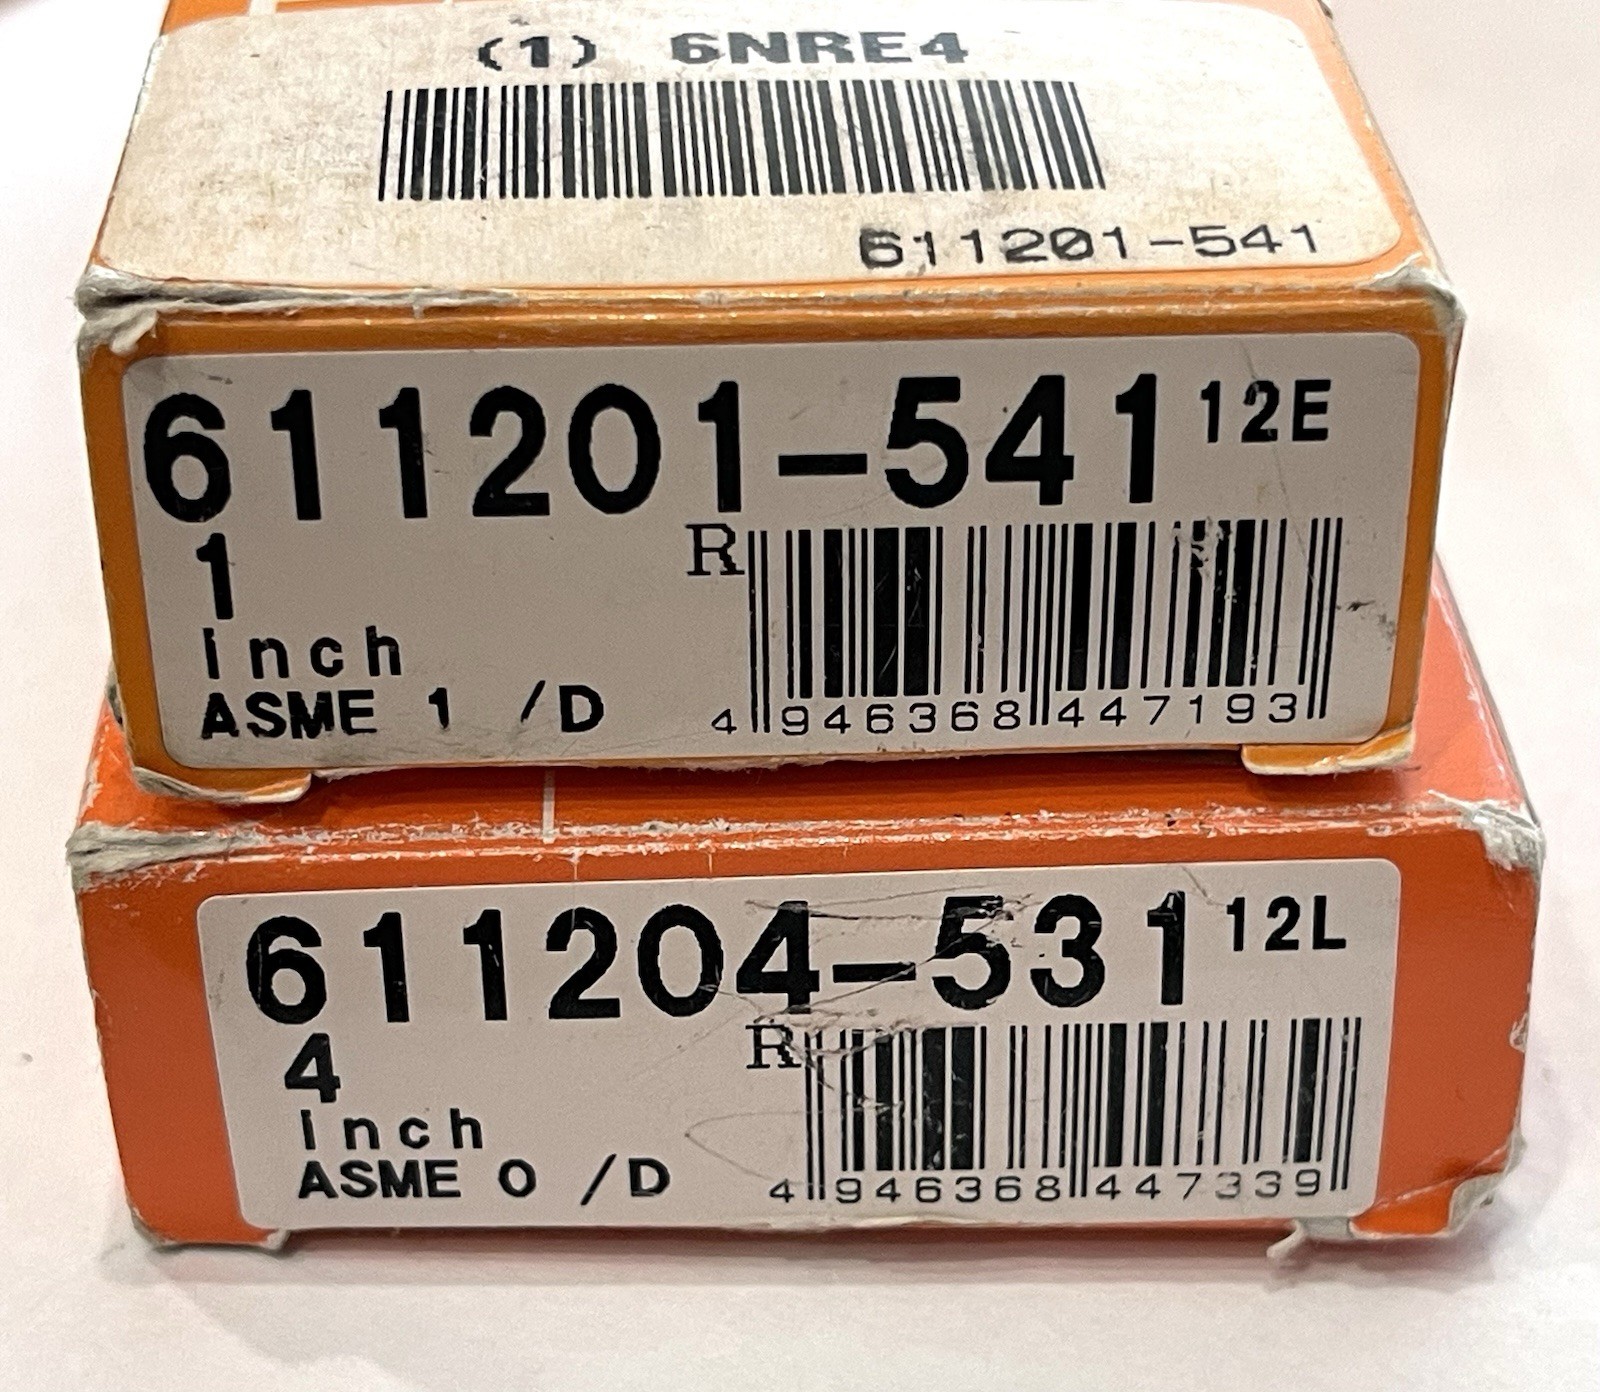 (1) 6NRE4
611201-541
611201-541 12E
1
R
inch
ASME 1 /D
4 946368 447193
611204-531 12L
4
R
inch
ASME 0 /D
4 946368 447339